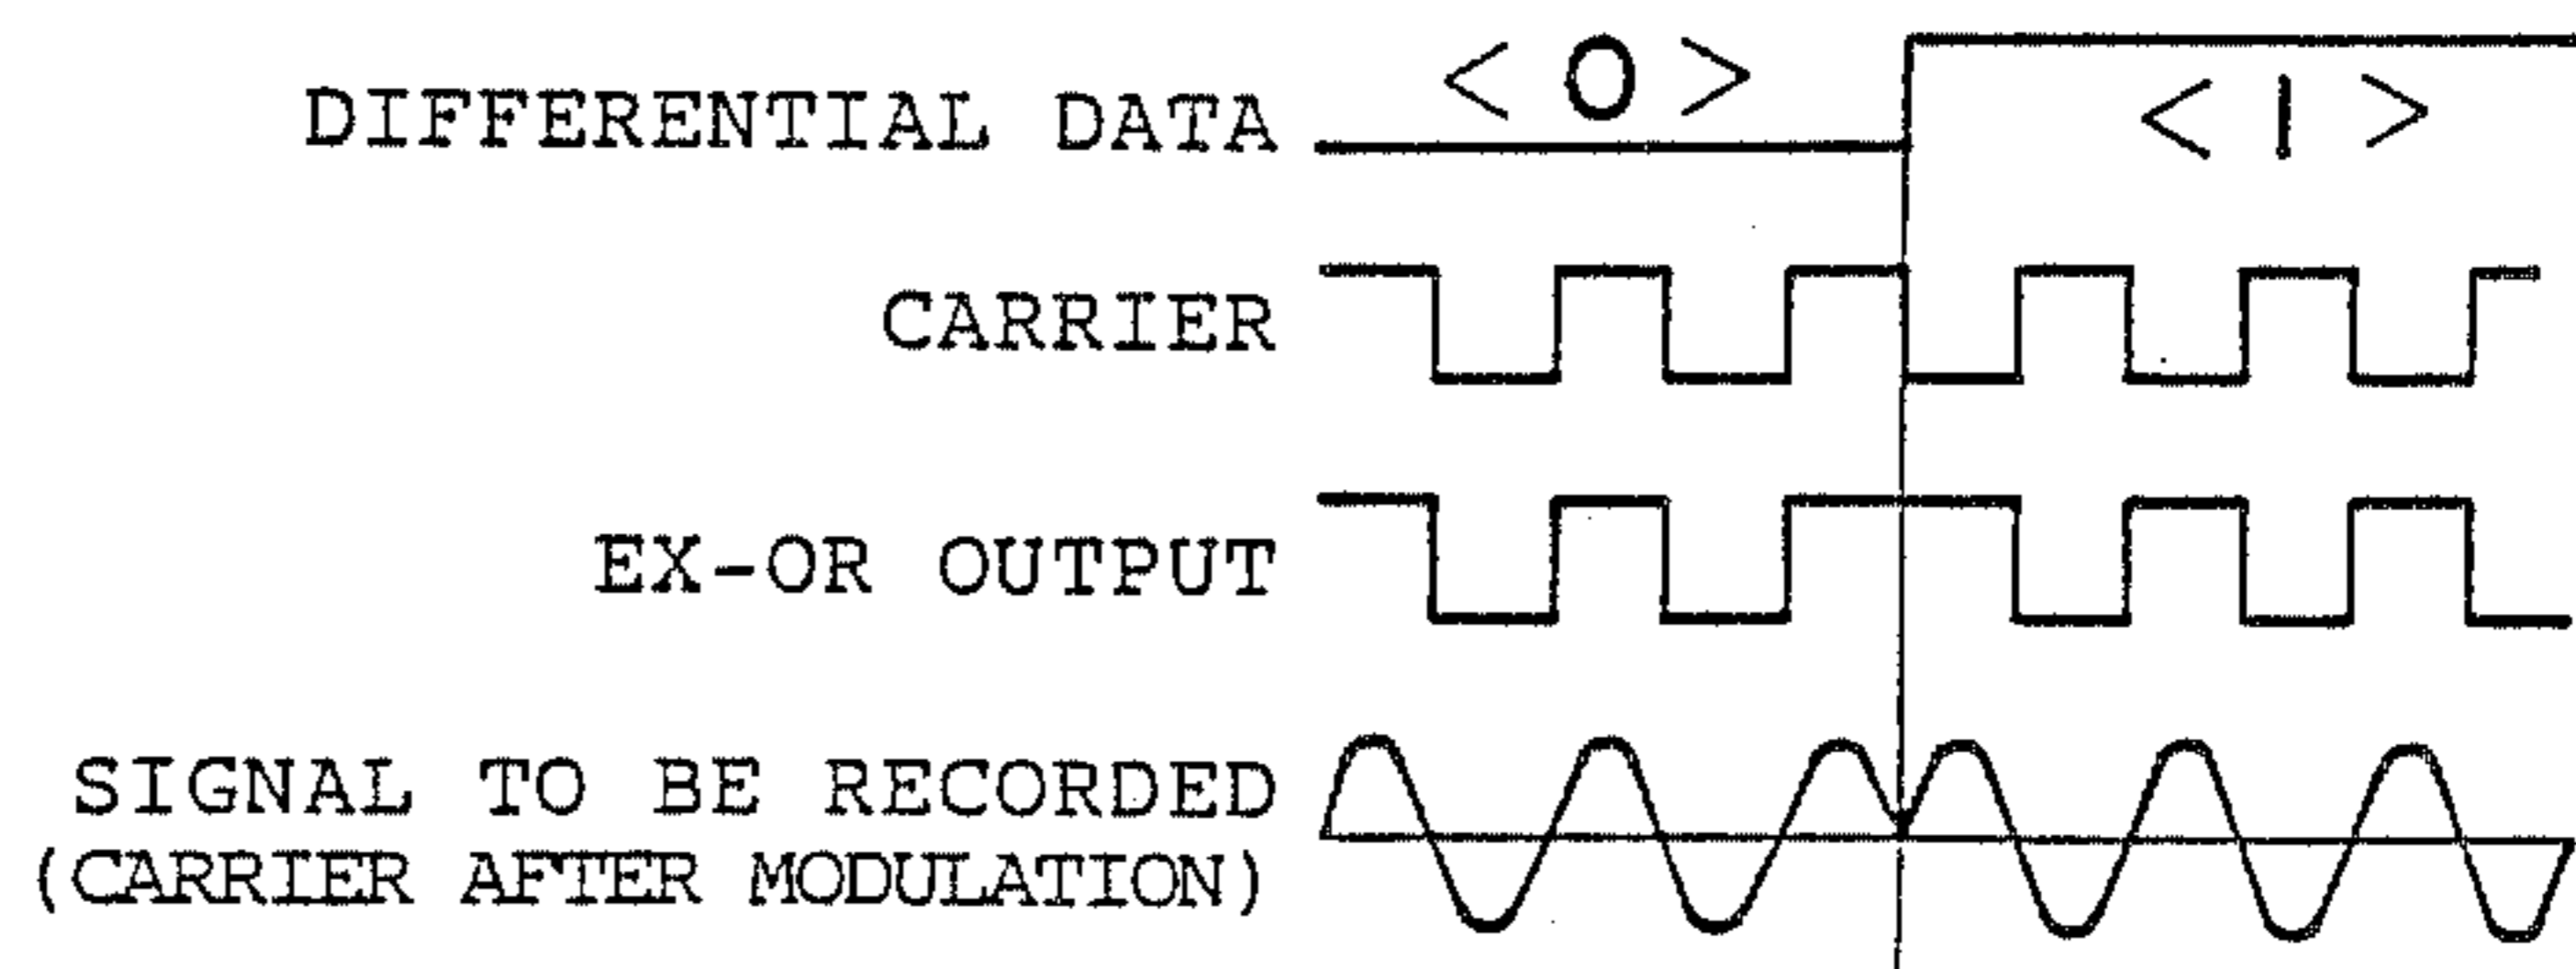 DIFFERENTIAL DATA < 0 > < 1 >
CARRIER
EX-OR OUTPUT
SIGNAL TO BE RECORDED
(CARRIER AFTER MODULATION)